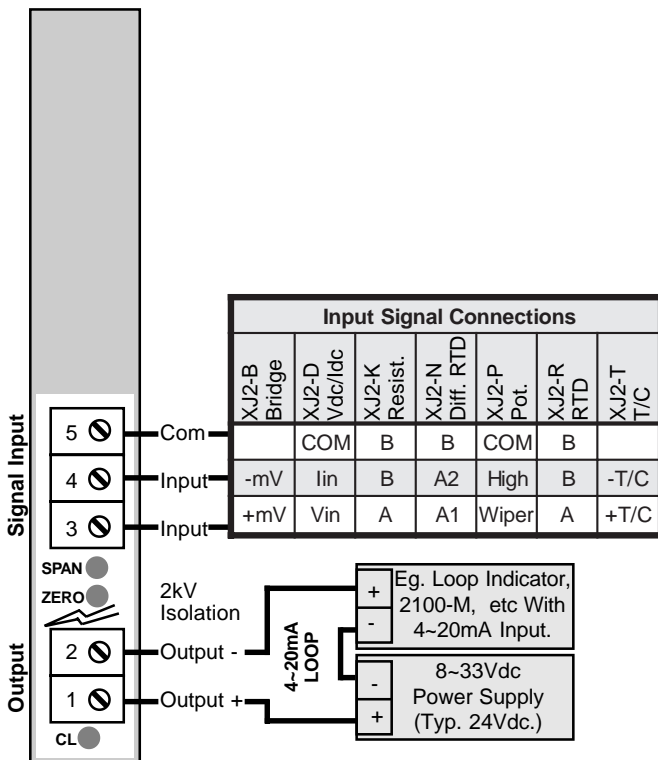 Input Signal Connections
XJ2-B Bridge
XJ2-D Vdc/Idc
XJ2-K Resist.
XJ2-N Diff. RTD
XJ2-P Pot.
XJ2-R RTD
XJ2-T T/C
Signal Input
5 Com COM B B COM B
4 Input -mV Iin B A2 High B -T/C
3 Input +mV Vin A A1 Wiper A +T/C
SPAN
ZERO
2kV
Isolation
Output
2 Output -
1 Output +
CL
4~20mA
LOOP
+
-
Eg. Loop Indicator,
2100-M, etc With
4~20mA Input.
-
+
8~33Vdc
Power Supply
(Typ. 24Vdc.)